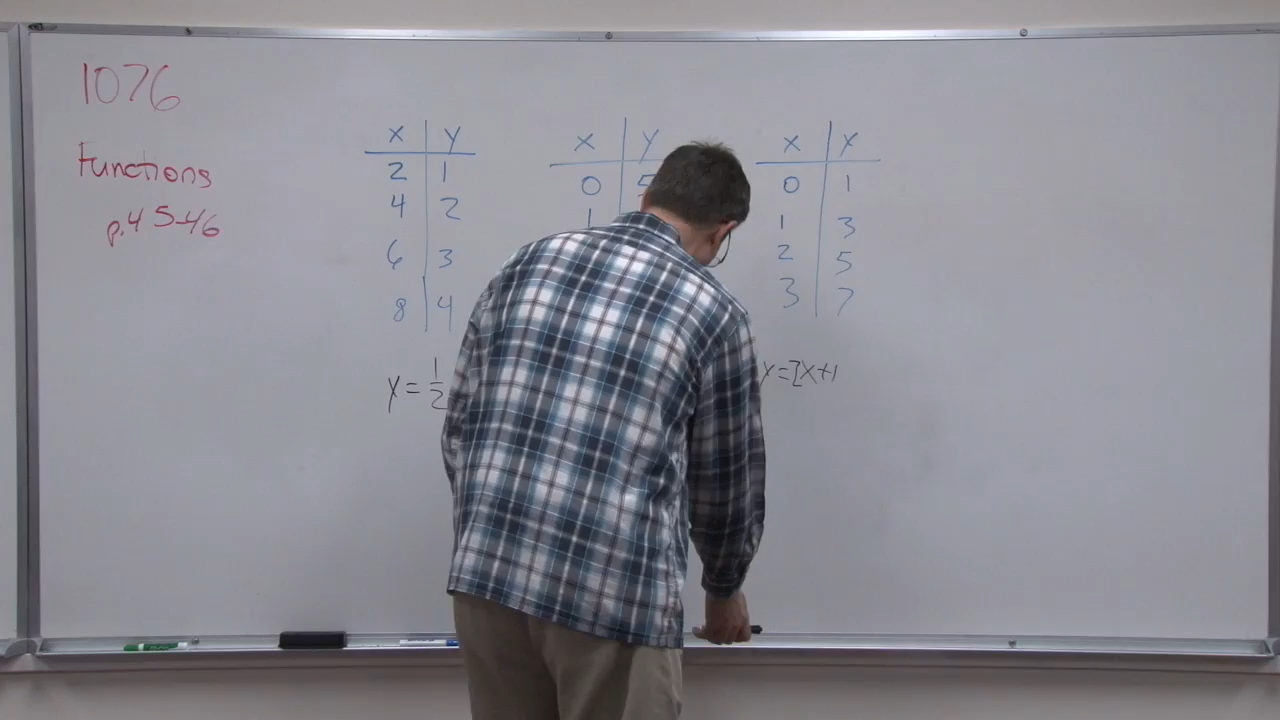 1076
Functions
p.45-46
X Y
2 1
4 2
6 3
8 4
y = 1/2
X Y
0 5
1
X Y
0 1
1 3
2 5
3 7
y=2x+1